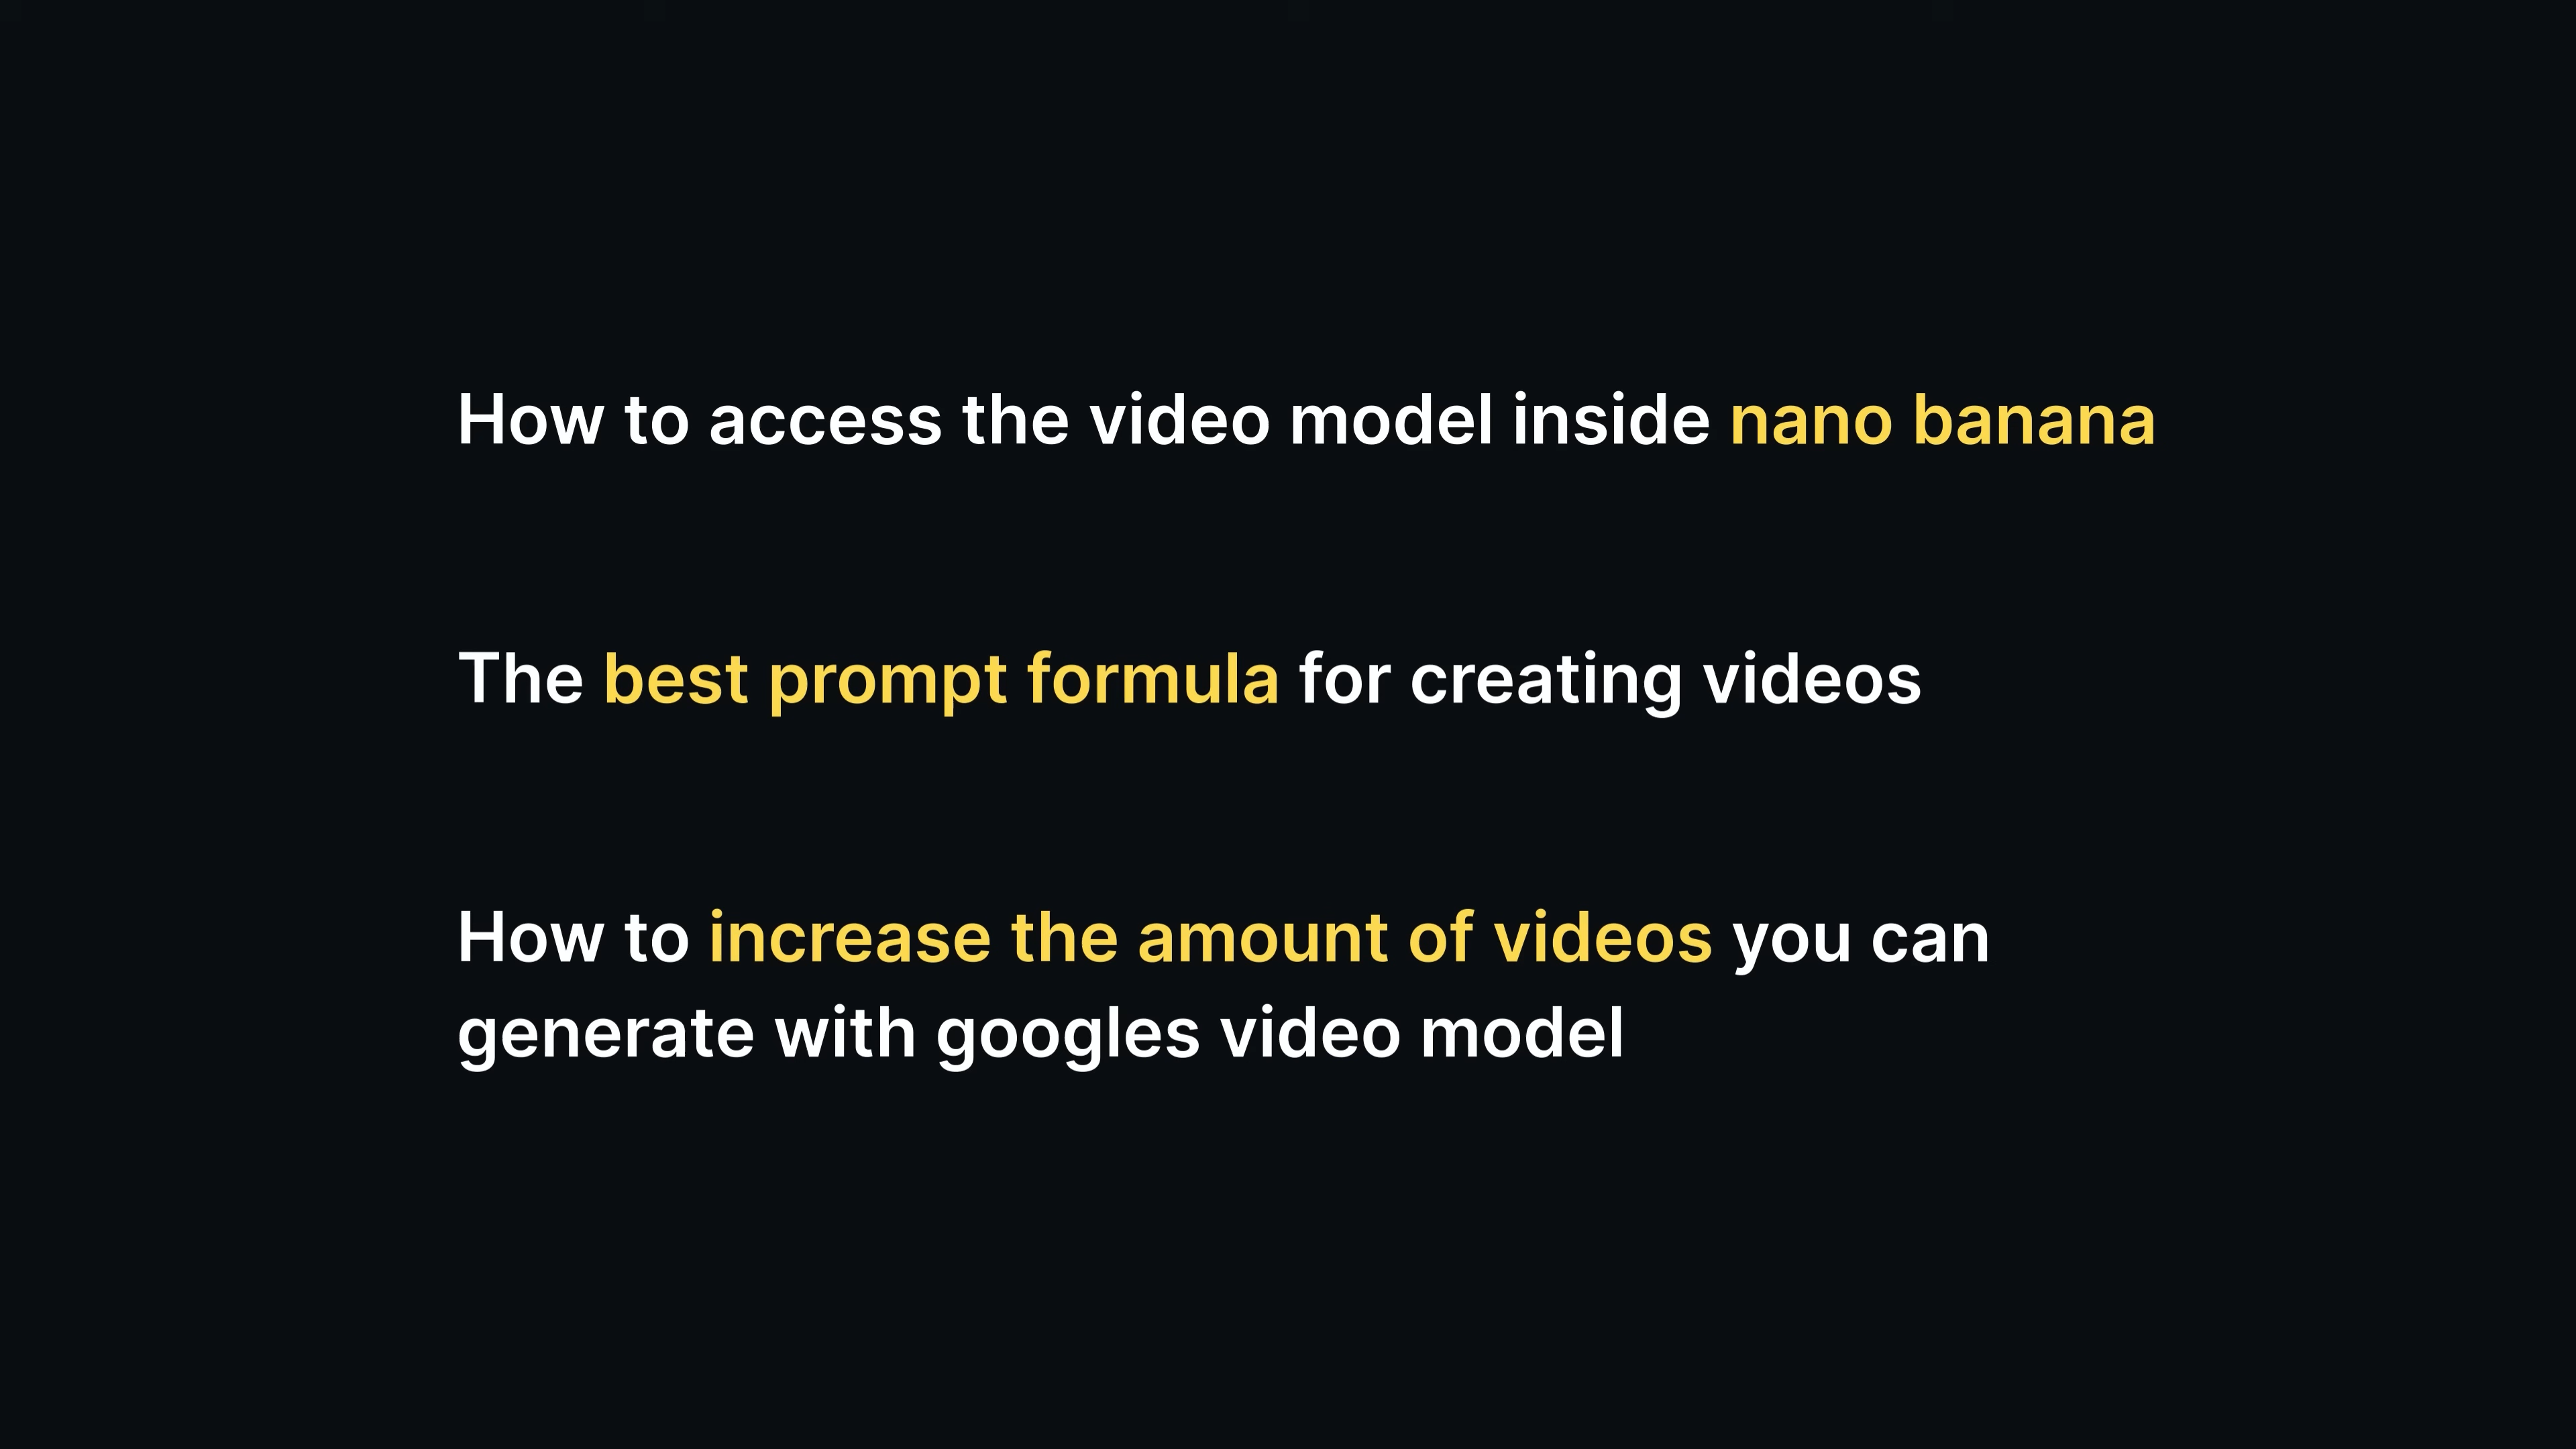 How to access the video model inside nano banana
The best prompt formula for creating videos
How to increase the amount of videos you can
generate with googles video model